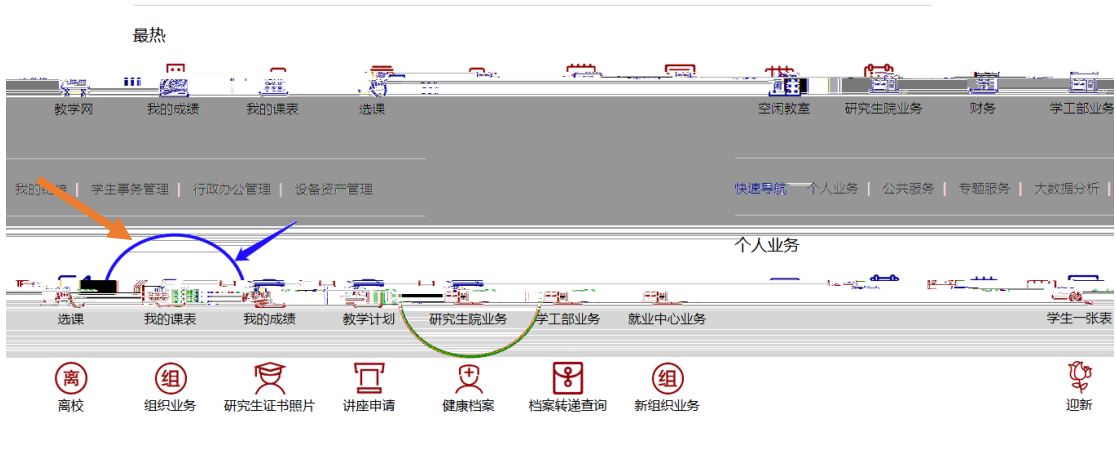 最热
教学网 我的成绩 我的课表 选课 空闲教室 研究生院业务 财务 学工部业务
我的 | 学生事务管理 | 行政办公管理 | 设备资产管理 快速导航 个人业务 | 公共服务 | 专题服务 | 大数据分析 |
个人业务
选课 我的课表 我的成绩 教学计划 研究生院业务 学工部业务 就业中心业务 学生一张表
离 组 组
离校 组织业务 研究生证书照片 讲座申请 健康档案 档案转递查询 新组织业务 迎新